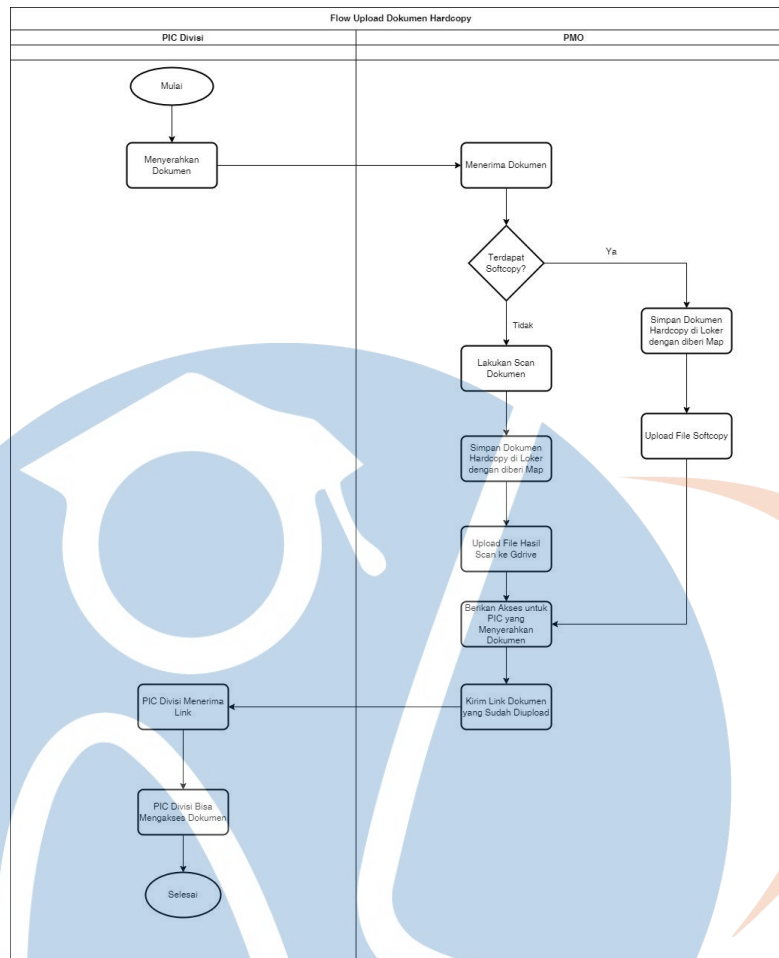 Flow Upload Dokumen Hardcopy
PIC Divisi
PMO
Mulai
Menyerahkan
Dokumen
Menerima Dokumen
Terdapat
Softcopy?
Ya
Tidak
Simpan Dokumen
Hardcopy di Loker
dengan diberi Map
Lakukan Scan
Dokumen
Upload File Softcopy
Simpan Dokumen
Hardcopy di Loker
dengan diberi Map
Upload File Hasil
Scan ke Gdrive
Berikan Akses untuk
PIC yang
Menyerahkan
Dokumen
Kirim Link Dokumen
yang Sudah Diupload
PIC Divisi Menerima
Link
PIC Divisi Bisa
Mengakses Dokumen
Selesai